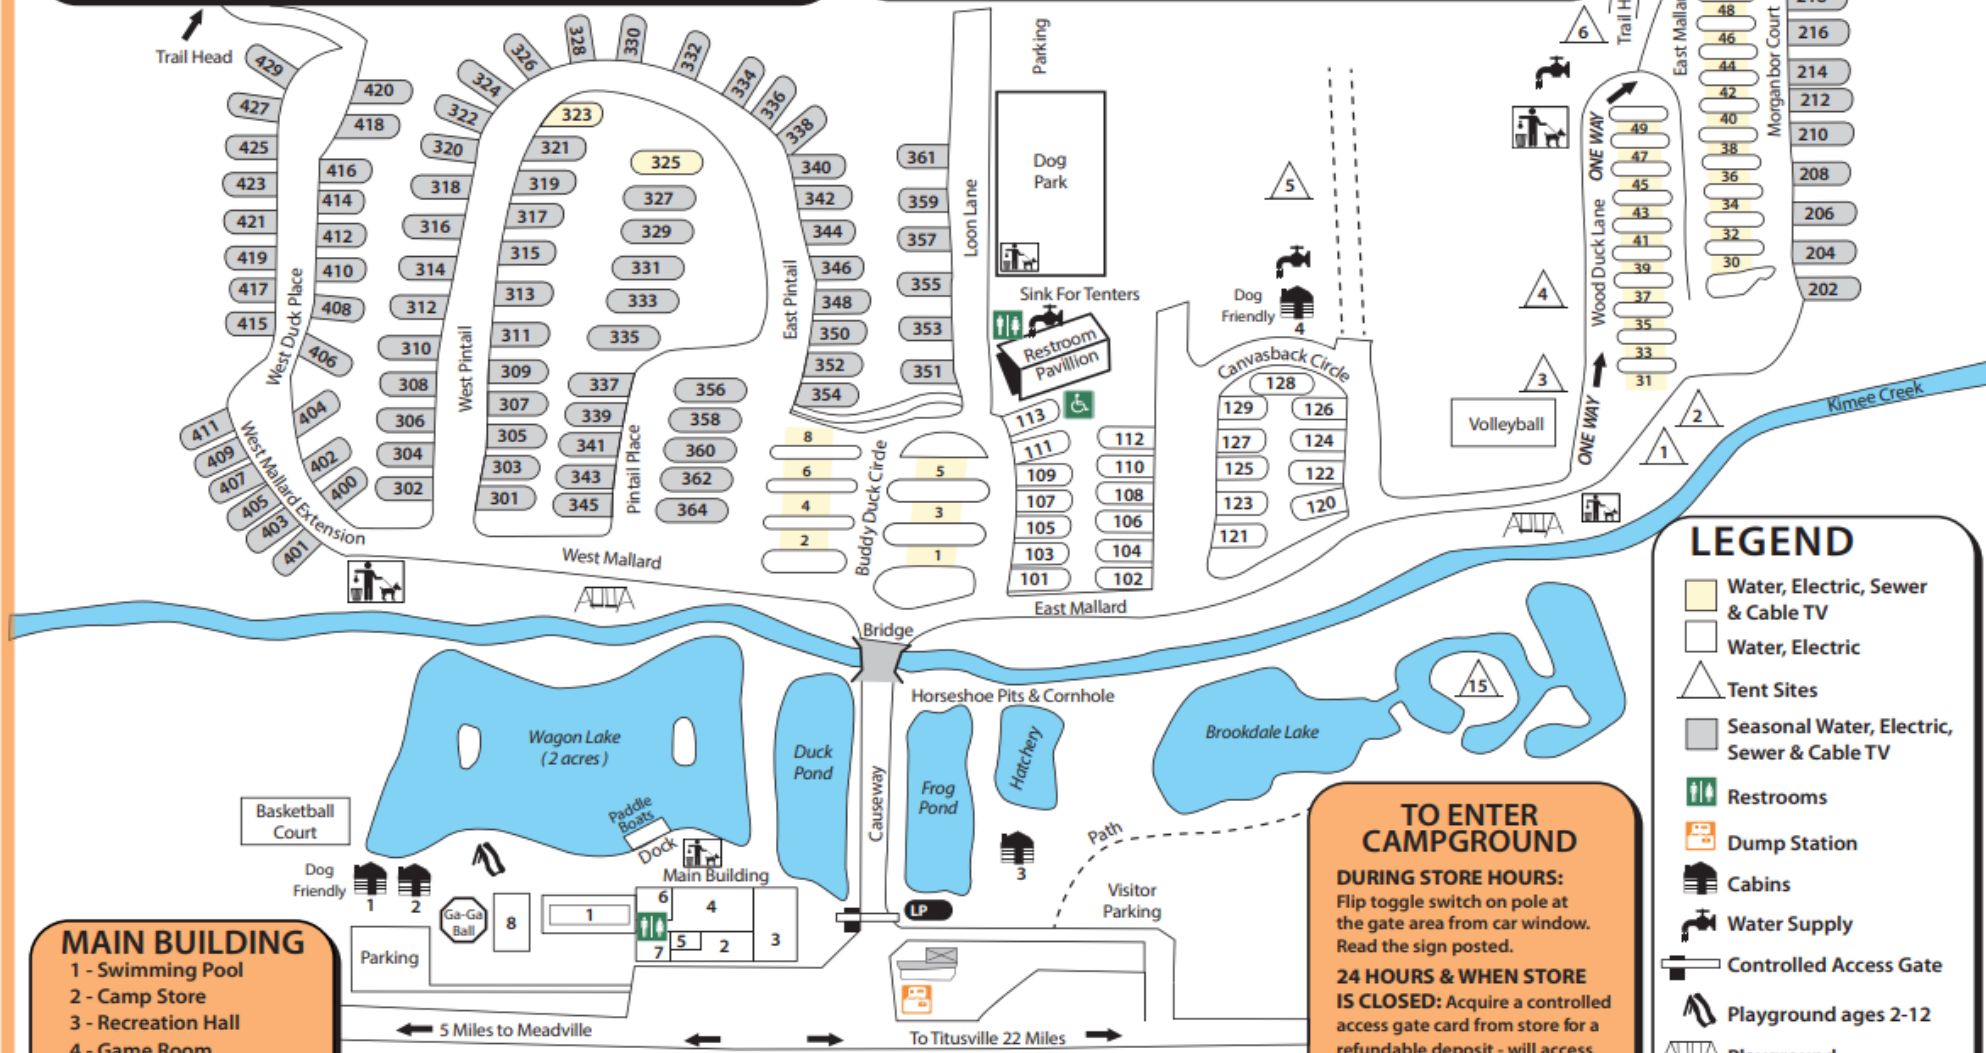 Trail Head
429
427
425
423
421
419
417
415
411
409
407
405
403
401
420
418
416
414
412
410
408
406
404
402
400
West Duck Place
West Mallard Extension
328
330
326
332
324
334
322
336
320
338
318
316
314
312
310
308
306
304
302
West Pintail
323
321
319
317
315
313
311
309
307
305
303
301
325
327
329
331
333
335
337
339
341
343
345
Pintail Place
356
358
360
362
364
East Pintail
340
342
344
346
348
350
352
354
361
359
357
355
353
351
Loon Lane
8
6
4
2
Buddy Duck Circle
5
3
1
Parking
Dog
Park
Sink For Tenters
Restroom
Pavillion
113
111
109
107
105
103
101
112
110
108
106
104
102
Dog
Friendly
4
Canvasback Circle
128
129
127
125
123
121
126
124
122
120
5
6
4
3
2
1
Volleyball
Trail H
East Mallar
ONE WAY
Wood Duck Lane
ONE WAY
49
47
45
43
41
39
37
35
33
31
48
46
44
42
40
38
36
34
32
30
Morganbor Court
216
214
212
210
208
206
204
202
Kimee Creek
West Mallard
East Mallard
Bridge
Horseshoe Pits & Cornhole
Wagon Lake
(2 acres)
Duck
Pond
Causeway
Frog
Pond
Hatchery
Brookdale Lake
15
Basketball
Court
Paddle
Boats
Dock
Dog
Friendly
1
2
Main Building
Ga-Ga
Ball
8
1
6
4
7
5
2
3
LP
3
Path
Visitor
Parking
Parking
5 Miles to Meadville
To Titusville 22 Miles
MAIN BUILDING
1 - Swimming Pool
2 - Camp Store
3 - Recreation Hall
4 - Game Room
TO ENTER
CAMPGROUND
DURING STORE HOURS:
Flip toggle switch on pole at
the gate area from car window.
Read the sign posted.
24 HOURS & WHEN STORE
IS CLOSED: Acquire a controlled
access gate card from store for a
refundable deposit - will access
LEGEND
Water, Electric, Sewer
& Cable TV
Water, Electric
Tent Sites
Seasonal Water, Electric,
Sewer & Cable TV
Restrooms
Dump Station
Cabins
Water Supply
Controlled Access Gate
Playground ages 2-12